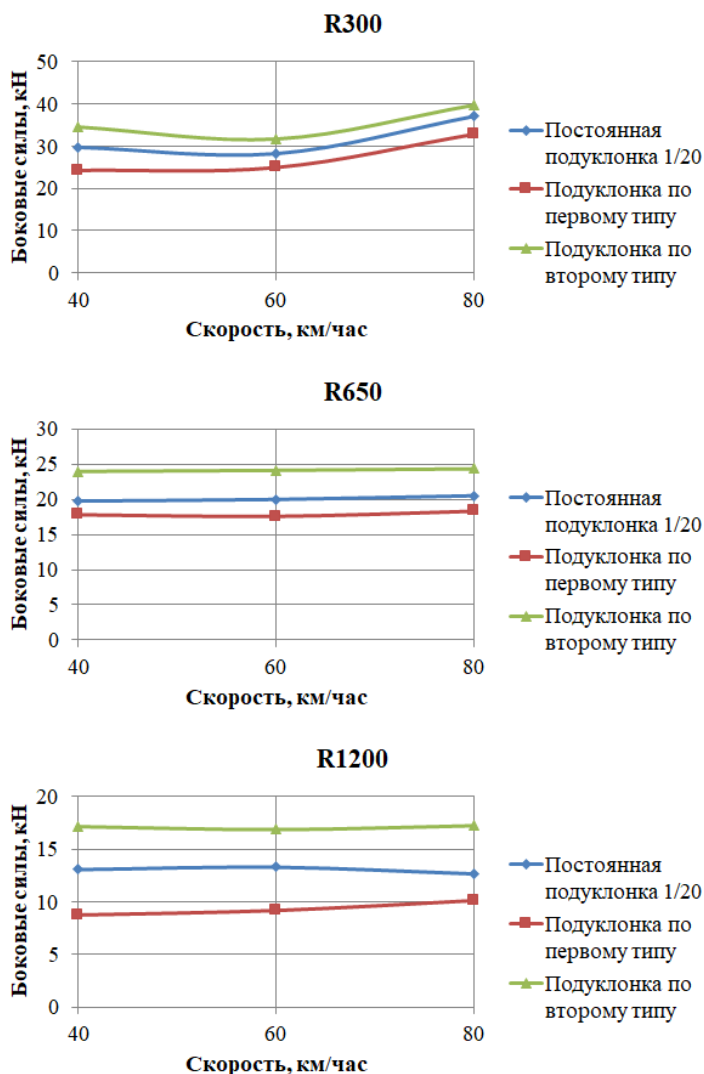 R300
Боковые силы, кН
50
40
30
20
10
0
40
60
80
Скорость, км/час
Постоянная
подуклонка 1/20
Подуклонка по
первому типу
Подуклонка по
второму типу
R650
Боковые силы, кН
30
25
20
15
10
5
0
40
60
80
Скорость, км/час
Постоянная
подуклонка 1/20
Подуклонка по
первому типу
Подуклонка по
второму типу
R1200
Боковые силы, кН
20
15
10
5
0
40
60
80
Скорость, км/час
Постоянная
подуклонка 1/20
Подуклонка по
первому типу
Подуклонка по
второму типу